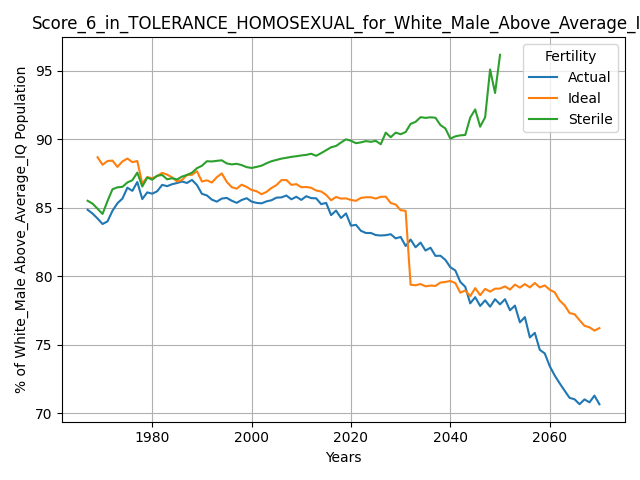 Score_6_in_TOLERANCE_HOMOSEXUAL_for_White_Male_Above_Average_I
% of White_Male Above_Average_IQ Population
95
90
85
80
75
70
Fertility
Actual
Ideal
Sterile
1980
2000
2020
2040
2060
Years